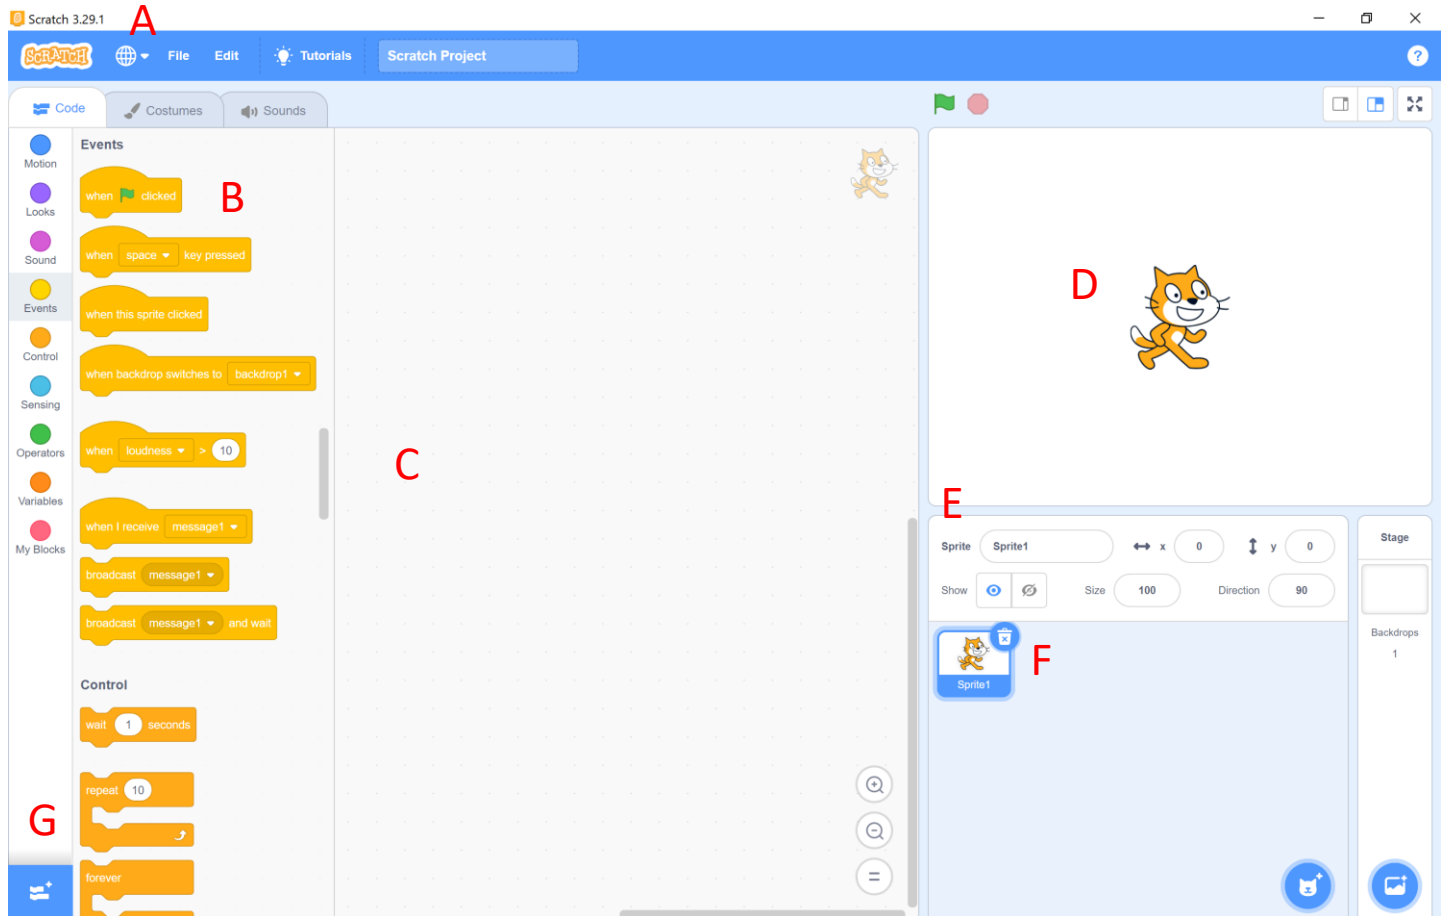 Scratch 3.29.1
A
SCRATCH
File
Edit
Tutorials
Scratch Project
?
Code
Costumes
Sounds
Motion
Looks
Sound
Events
Control
Sensing
Operators
Variables
My Blocks
G
Events
when clicked
B
when space key pressed
when this sprite clicked
when backdrop switches to backdrop1
when loudness > 10
when I receive message1
broadcast message1
broadcast message1 and wait
Control
wait 1 seconds
repeat 10
forever
C
D
E
Sprite Sprite1 x 0 y 0
Show Size 100 Direction 90
Sprite1
F
Stage
Backdrops
1